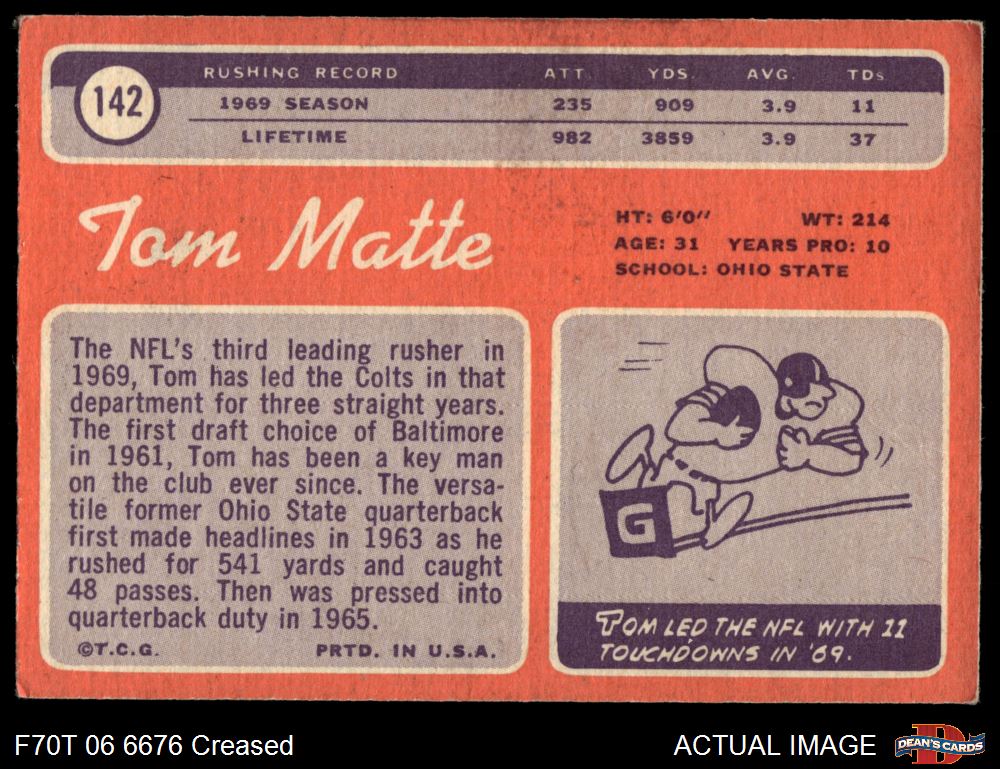 142
RUSHING RECORD ATT. YDS. AVG. TDs
1969 SEASON 235 909 3.9 11
LIFETIME 982 3859 3.9 37
Tom Matte
HT: 6'0" WT: 214
AGE: 31 YEARS PRO: 10
SCHOOL: OHIO STATE
The NFL's third leading rusher in
1969, Tom has led the Colts in that
department for three straight years.
The first draft choice of Baltimore
in 1961, Tom has been a key man
on the club ever since. The versa-
tile former Ohio State quarterback
first made headlines in 1963 as he
rushed for 541 yards and caught
48 passes. Then was pressed into
quarterback duty in 1965.
©T.C.G. PRTD. IN U.S.A.
G
TOM LED THE NFL WITH 11
TOUCHDOWNS IN '69.
F70T 06 6676 Creased
ACTUAL IMAGE
D
DEAN'S CARDS